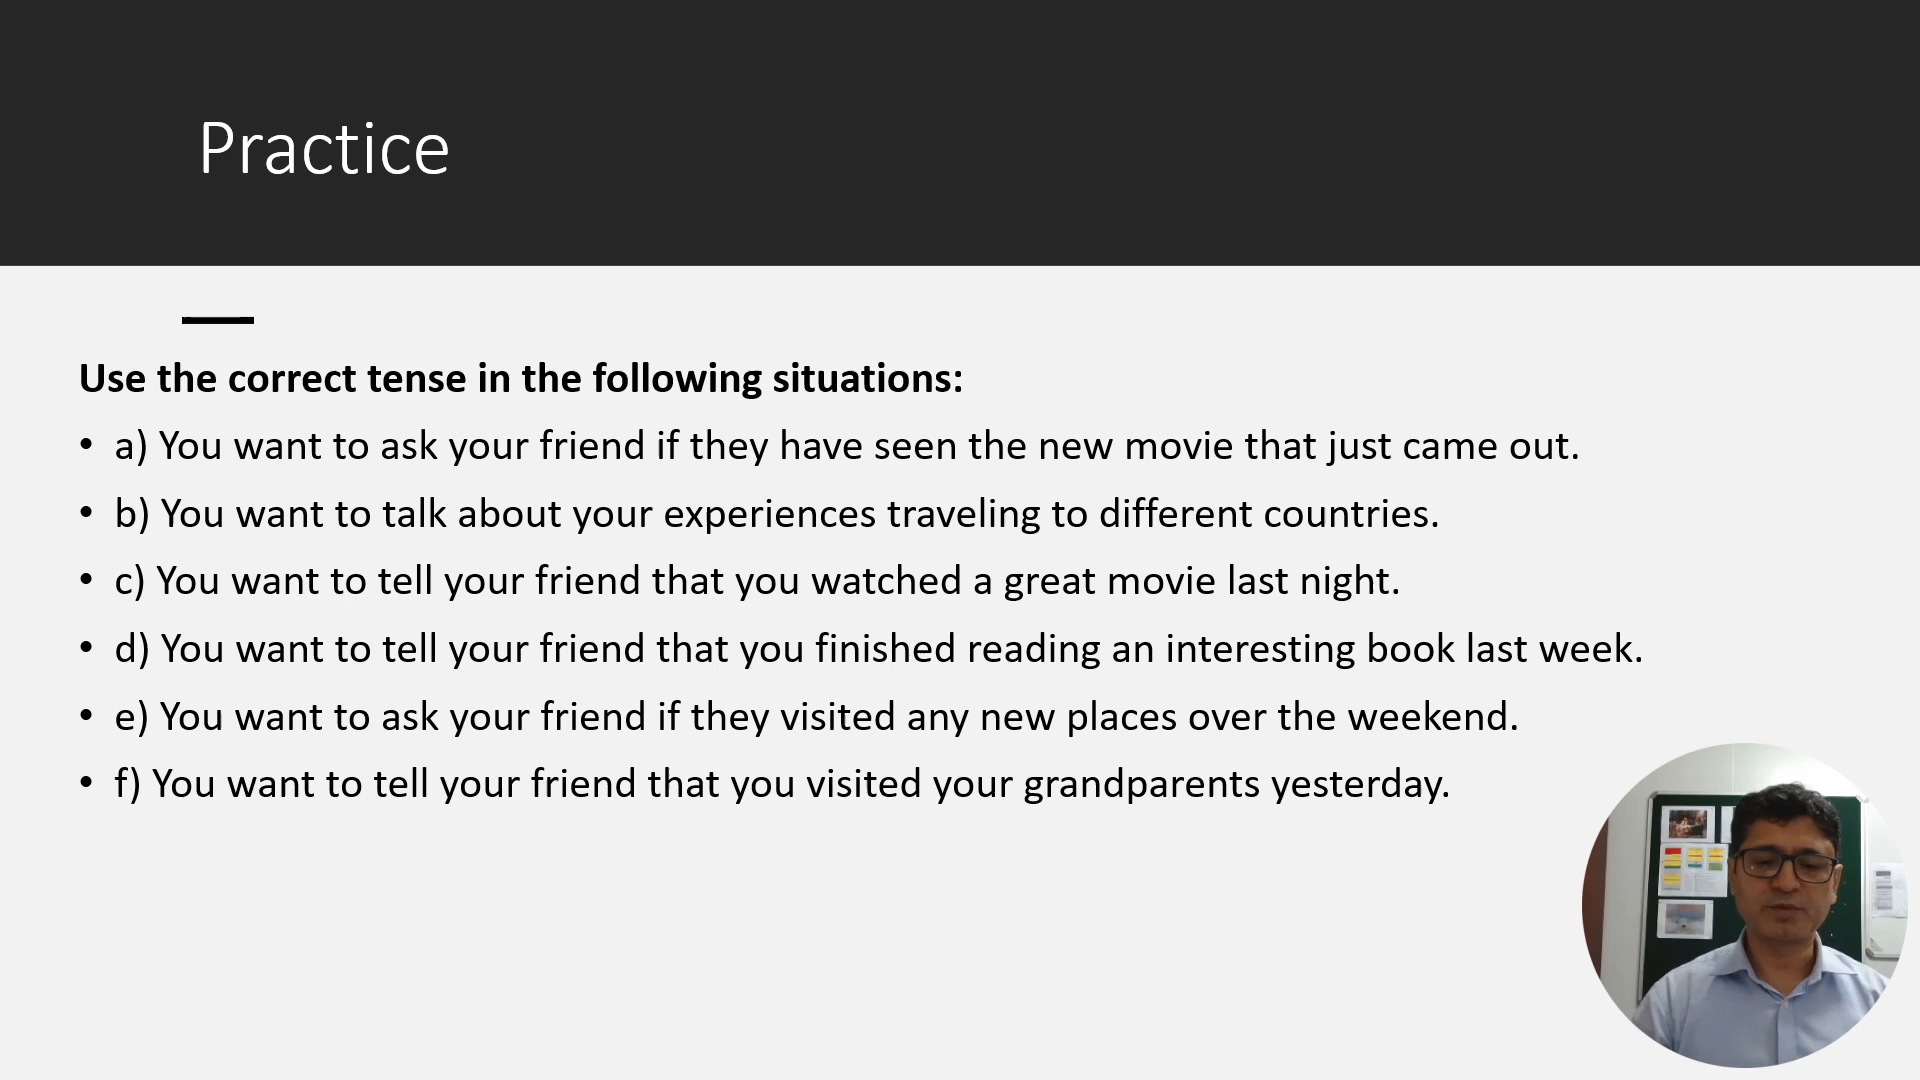 Practice
Use the correct tense in the following situations:
• a) You want to ask your friend if they have seen the new movie that just came out.
• b) You want to talk about your experiences traveling to different countries.
• c) You want to tell your friend that you watched a great movie last night.
• d) You want to tell your friend that you finished reading an interesting book last week.
• e) You want to ask your friend if they visited any new places over the weekend.
• f) You want to tell your friend that you visited your grandparents yesterday.